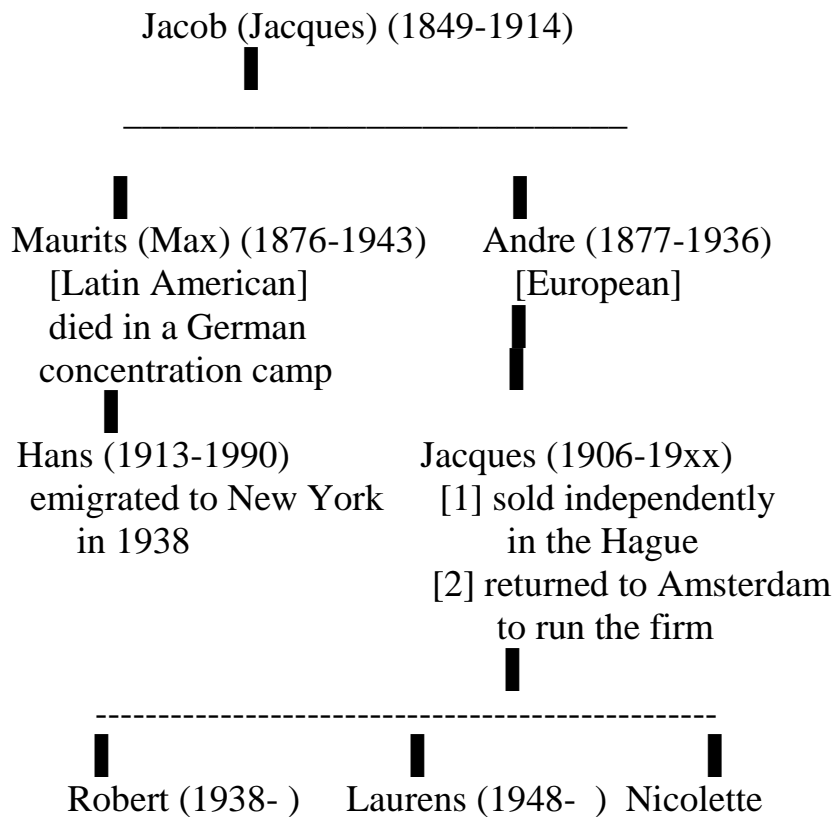 Jacob (Jacques) (1849-1914)
Maurits (Max) (1876-1943) Andre (1877-1936)
[Latin American] [European]
died in a German
concentration camp
Hans (1913-1990) Jacques (1906-19xx)
emigrated to New York [1] sold independently
in 1938 in the Hague
[2] returned to Amsterdam
to run the firm
Robert (1938- ) Laurens (1948- ) Nicolette